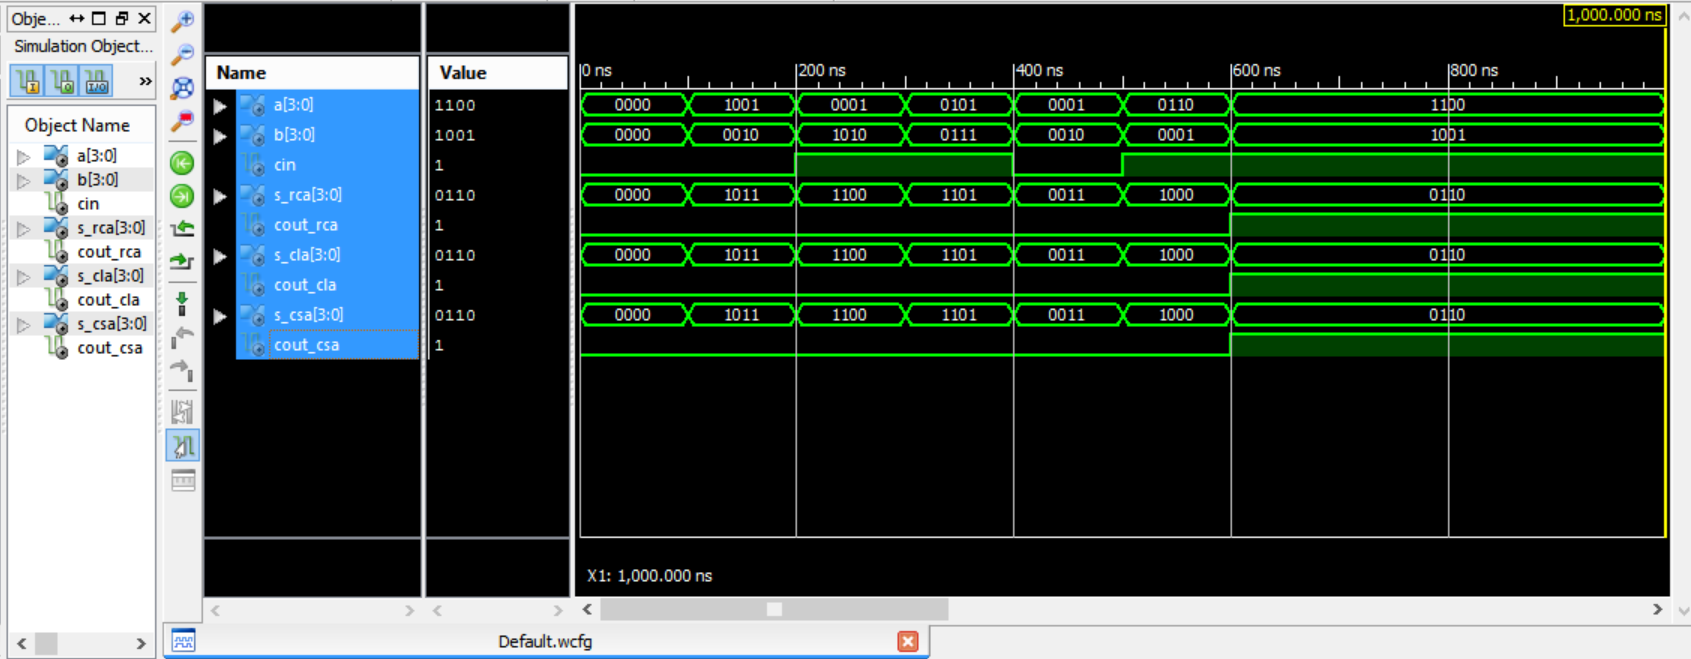 Obje...
Simulation Object...
»
Object Name
a[3:0]
b[3:0]
cin
s_rca[3:0]
cout_rca
s_cla[3:0]
cout_cla
s_csa[3:0]
cout_csa
1,000.000 ns
Name Value 0 ns 200 ns 400 ns 600 ns 800 ns
a[3:0] 1100 0000 1001 0001 0101 0001 0110 1100
b[3:0] 1001 0000 0010 1010 0111 0010 0001 1001
cin 1
s_rca[3:0] 0110 0000 1011 1100 1101 0011 1000 0110
cout_rca 1
s_cla[3:0] 0110 0000 1011 1100 1101 0011 1000 0110
cout_cla 1
s_csa[3:0] 0110 0000 1011 1100 1101 0011 1000 0110
cout_csa 1
X1: 1,000.000 ns
Default.wcfg